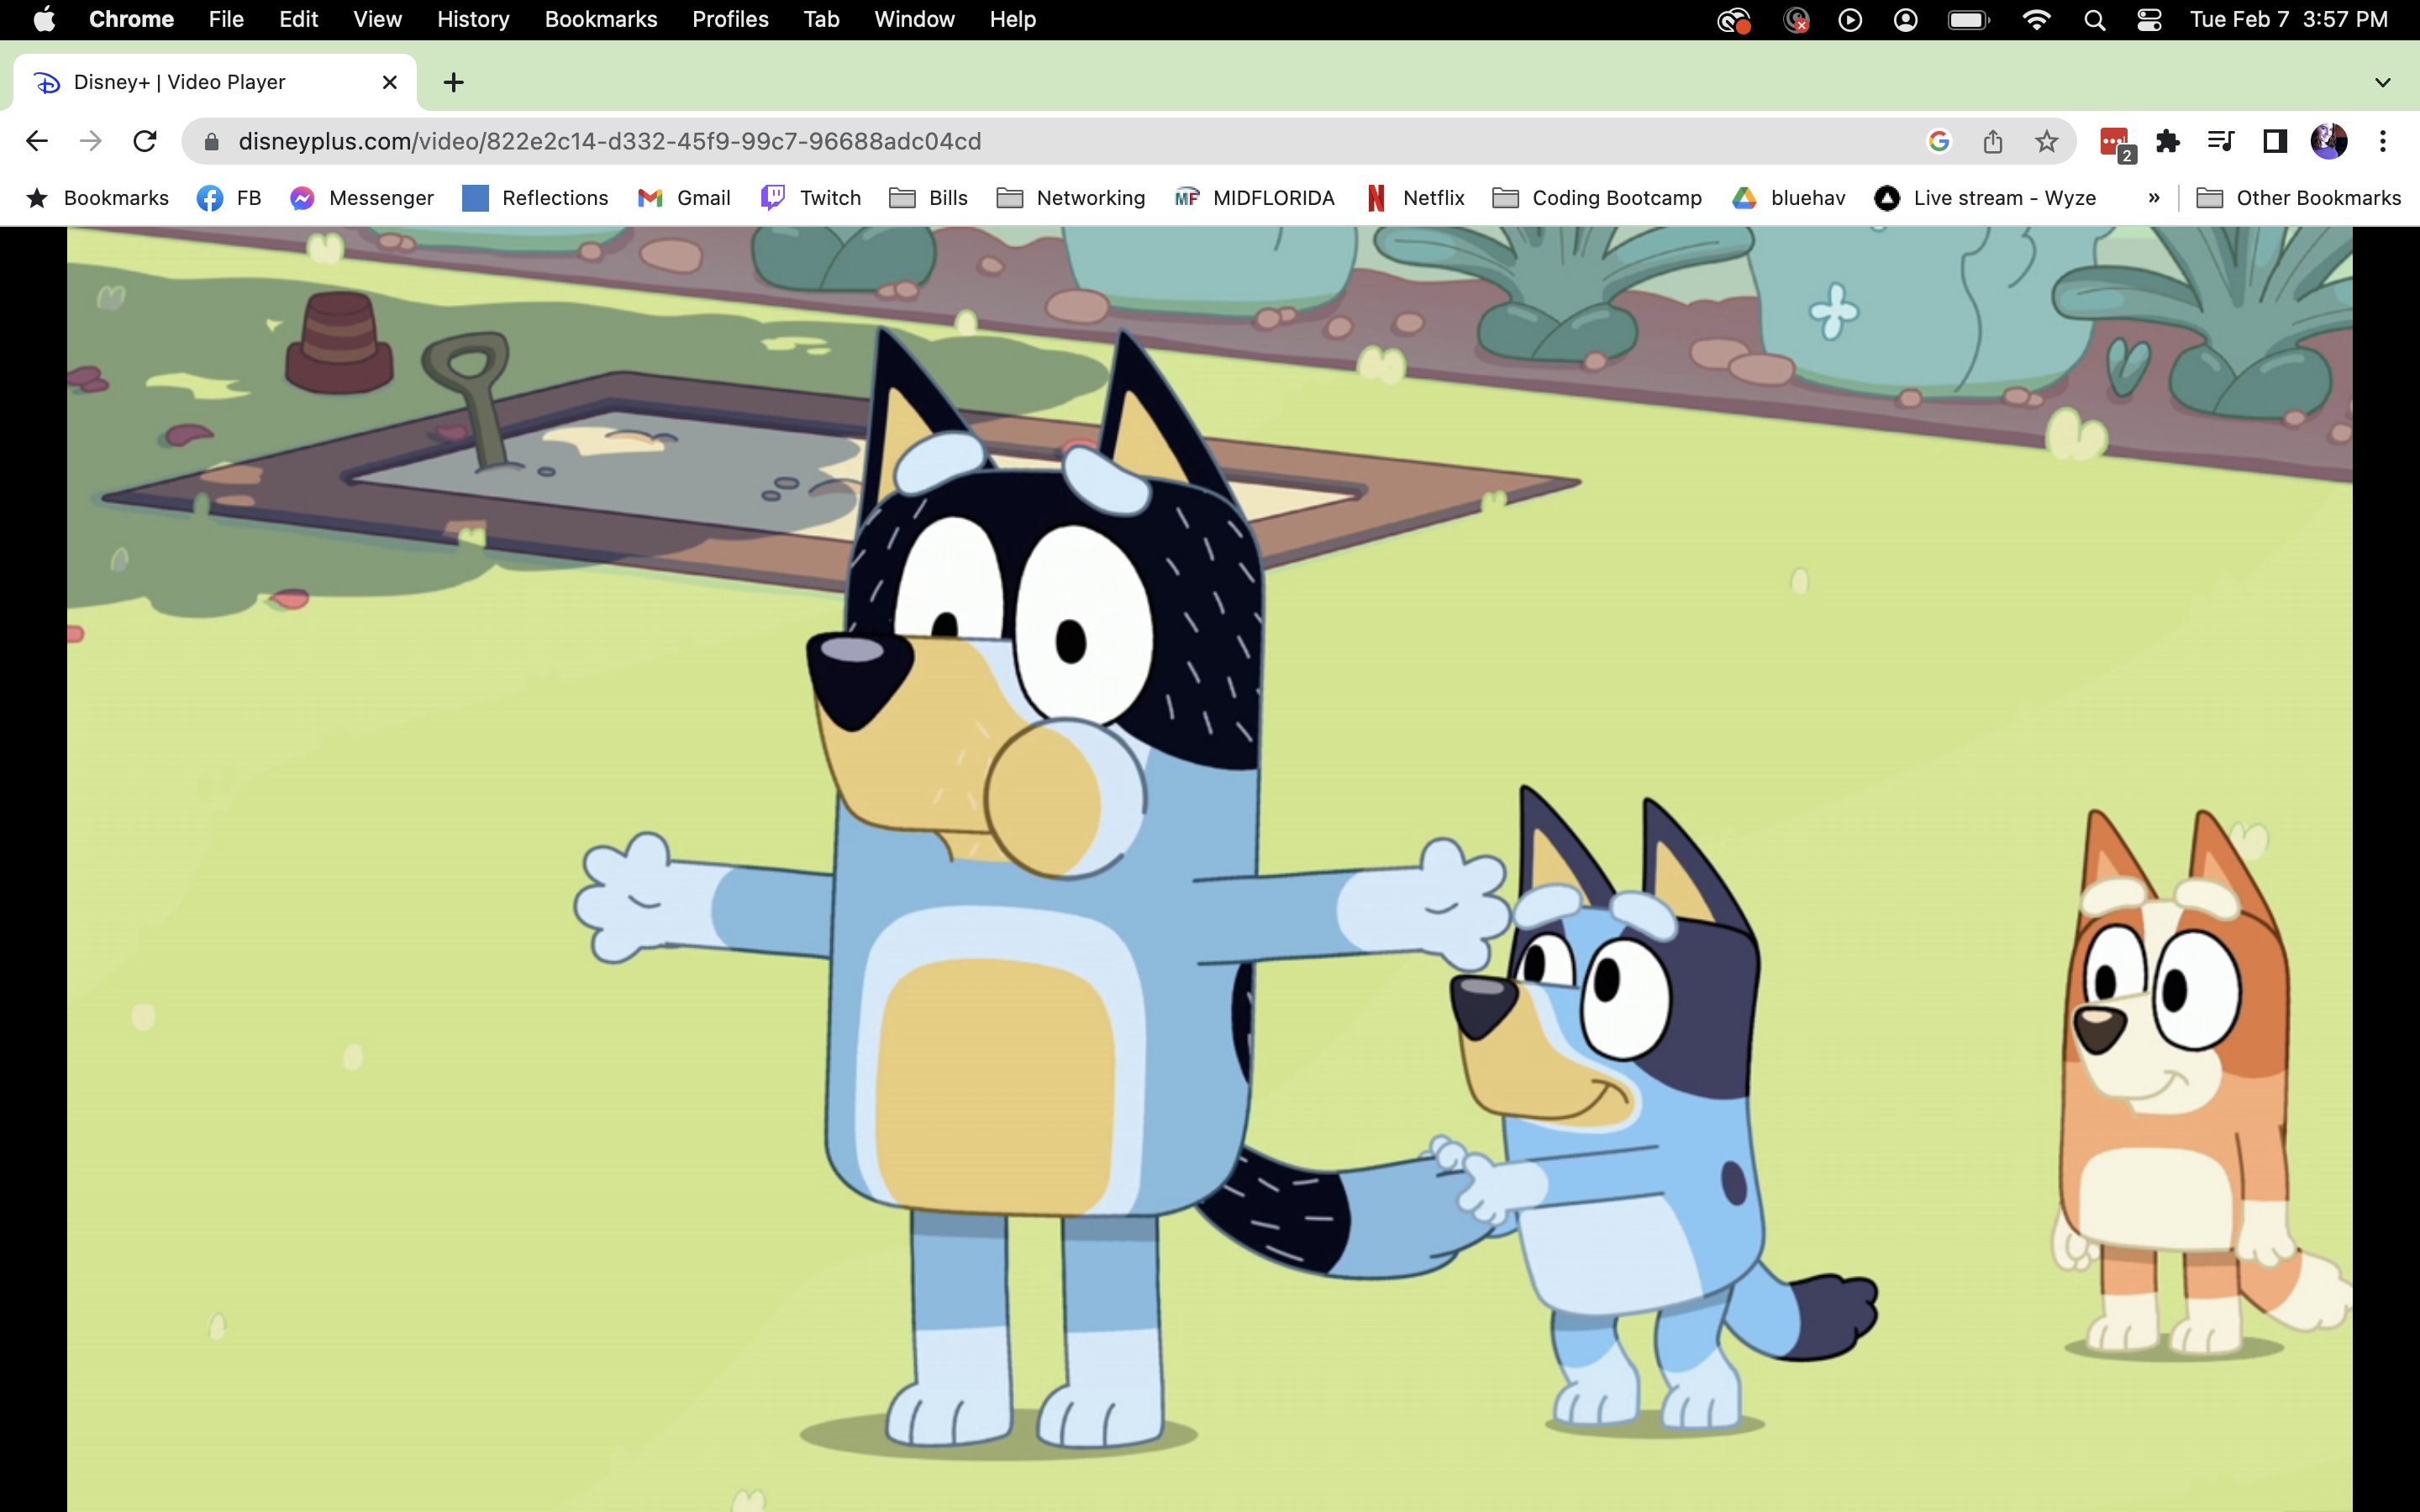 Chrome File Edit View History Bookmarks Profiles Tab Window Help Tue Feb 7 3:57 PM
Disney+ | Video Player
disneyplus.com/video/822e2c14-d332-45f9-99c7-96688adc04cd 2
Bookmarks FB Messenger Reflections Gmail Twitch Bills Networking MF MIDFLORIDA Netflix Coding Bootcamp bluehav Live stream - Wyze » Other Bookmarks